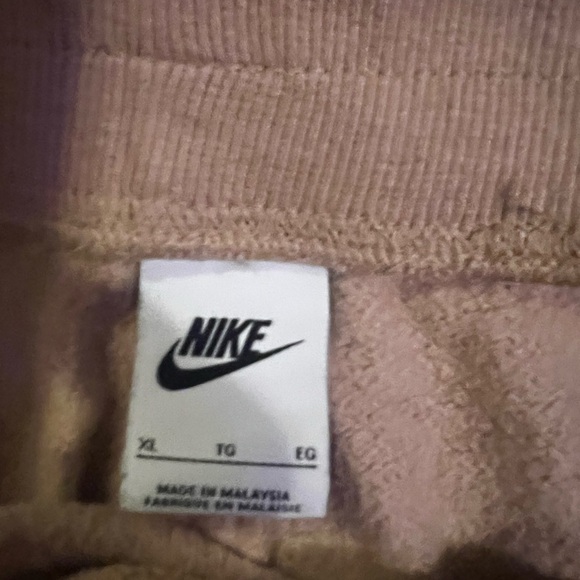 NIKE
XL TG EG
MADE IN MALAYSIA
FABRIQUÉ EN MALAISIE